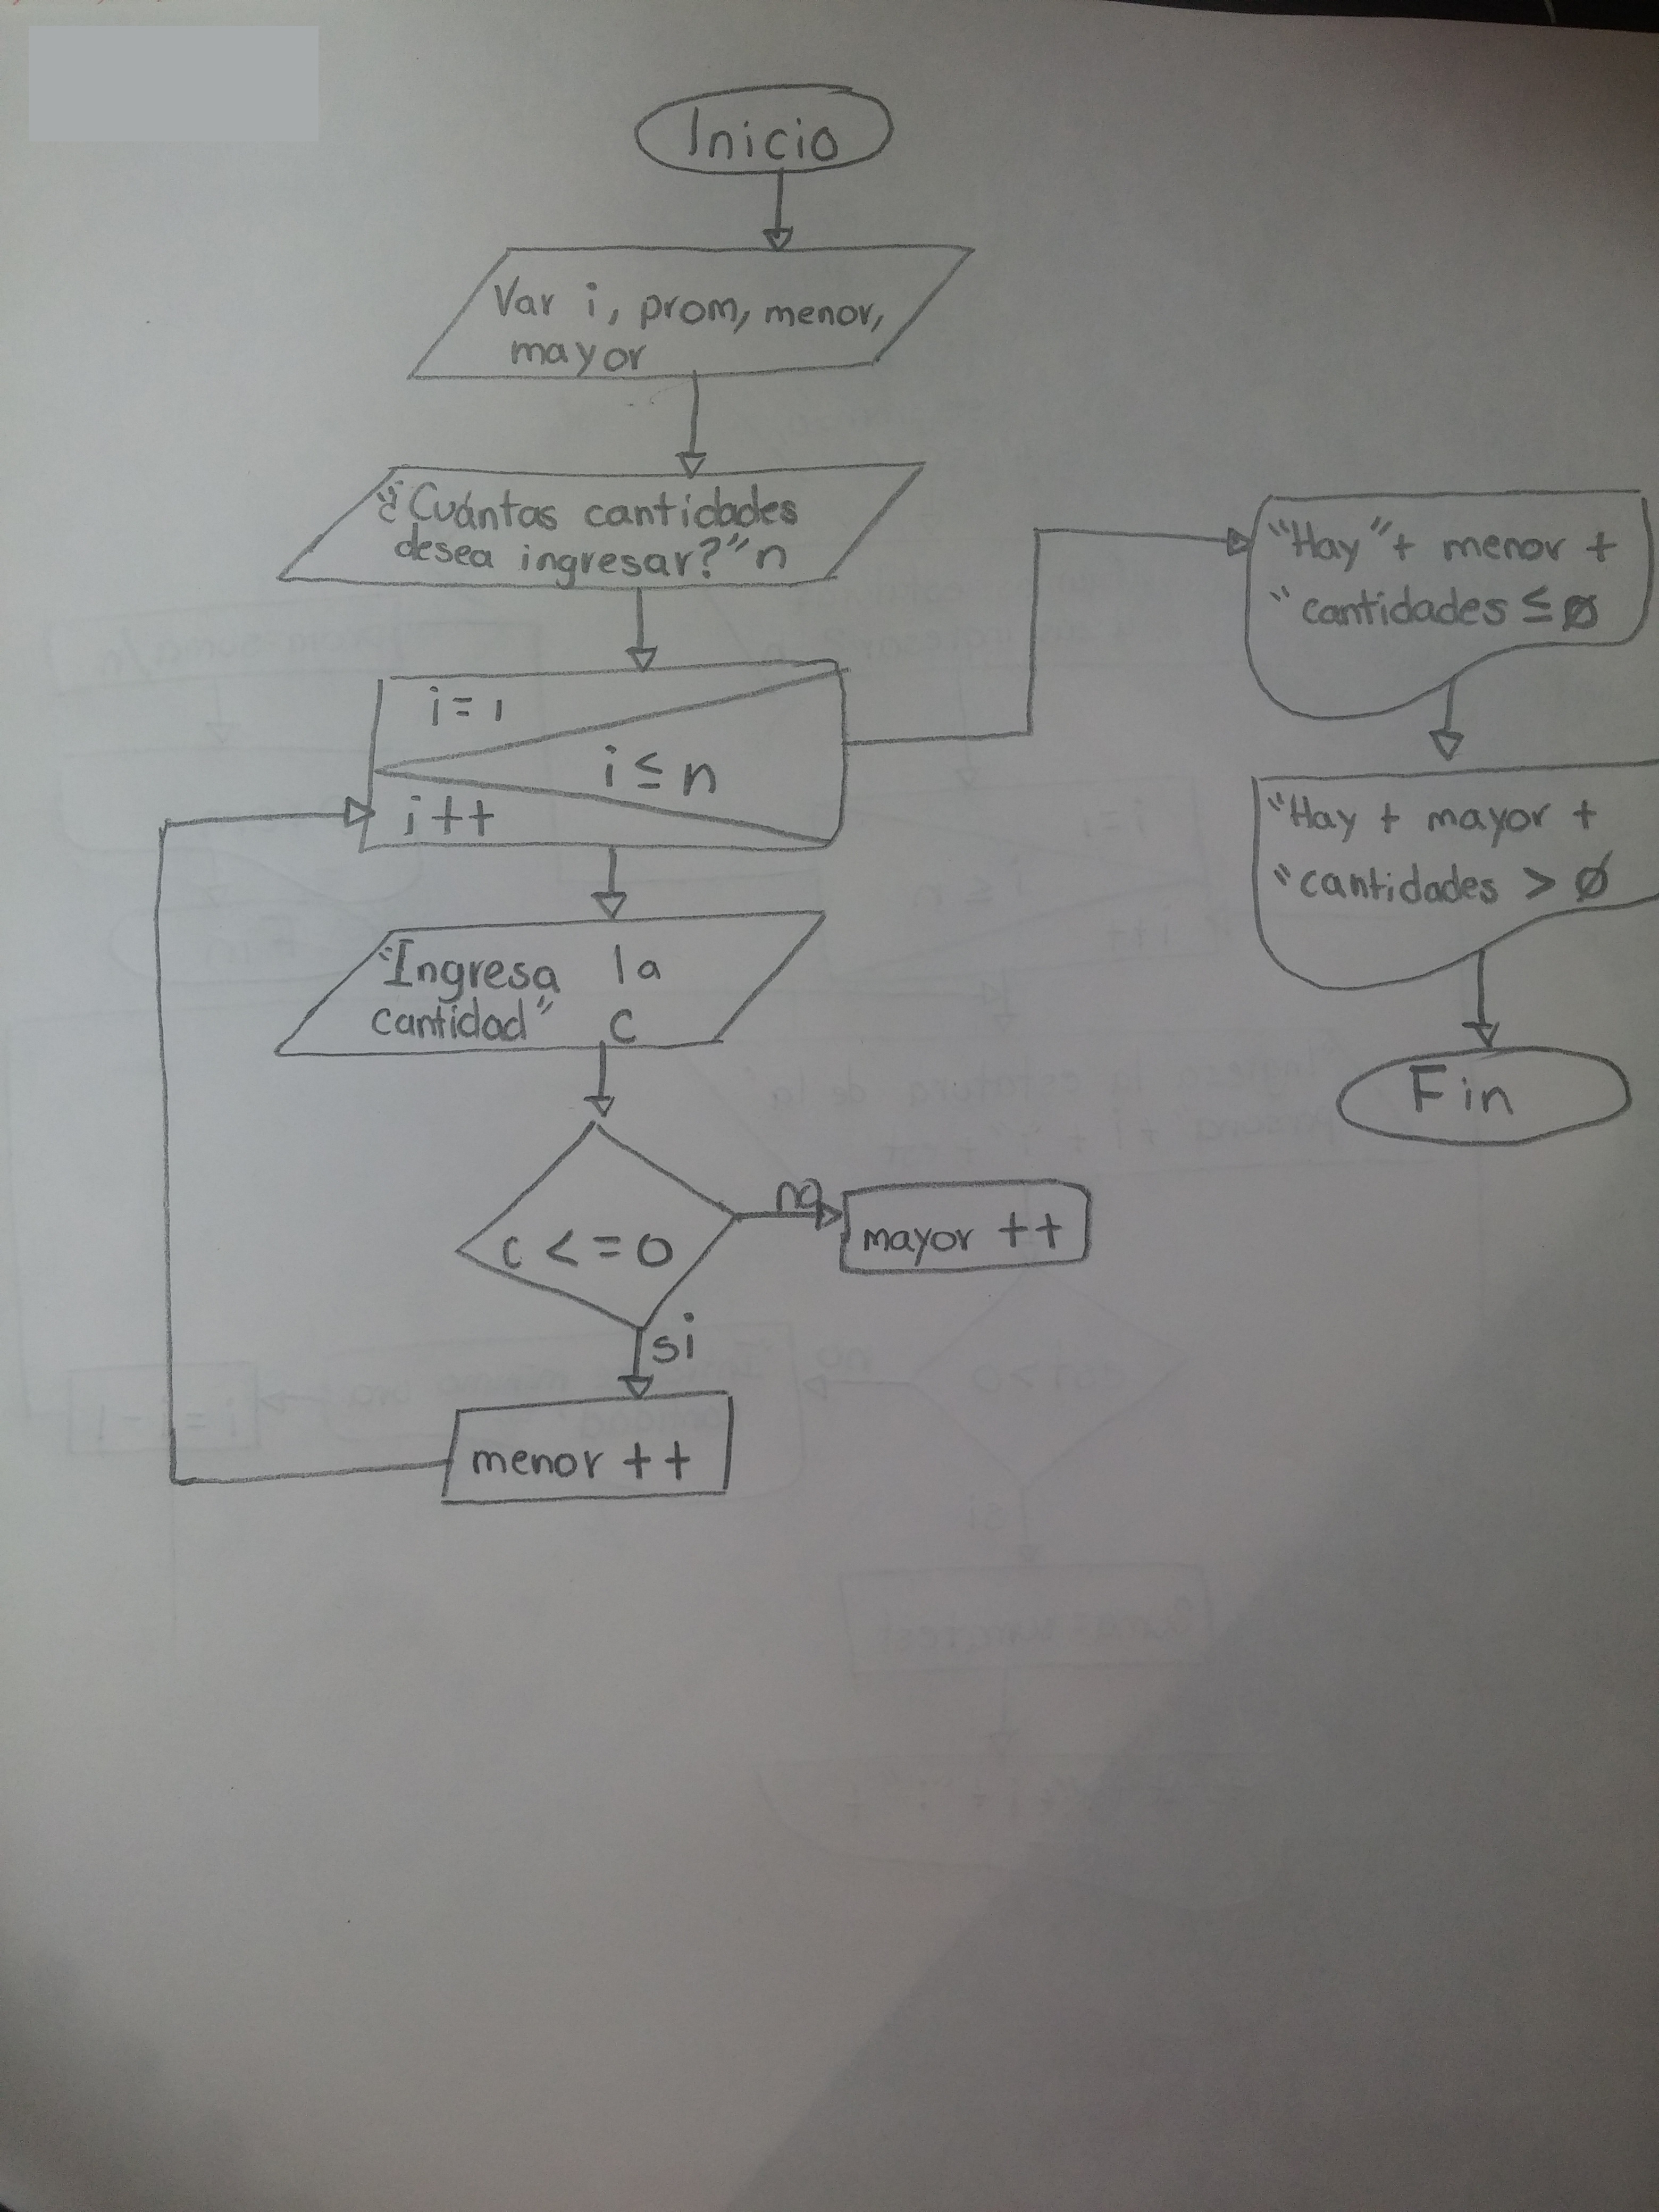 Inicio
Var i, prom, menor,
mayor
"¿Cuántas cantidades
desea ingresar?" n
i = 1
i ≤ n
i ++
"Ingresa la
cantidad" c
c < = 0
no
mayor ++
si
menor ++
"Hay" + menor +
"cantidades ≤ Ø
"Hay + mayor +
"cantidades > Ø
Fin